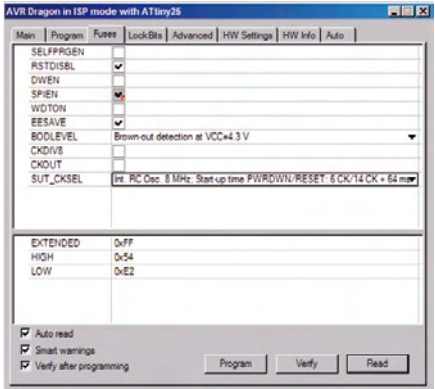 AVR Dragon in ISP mode with ATtiny25
Main Program Fuses LockBits Advanced HW Settings HW Info Auto
SELFPRGEN
RSTDISBL
DWEN
SPIEN
WDTON
EESAVE
BODLEVEL Brown-out detection at VCC=4.3 V
CKDIV8
CKOUT
SUT_CKSEL Int. RC Osc. 8 MHz; Start-up time PWRDWN/RESET: 6 CK/14 CK + 64 ms
EXTENDED 0xFF
HIGH 0x54
LOW 0xE2
Auto read
Smart warnings
Verify after programming
Program Verify Read